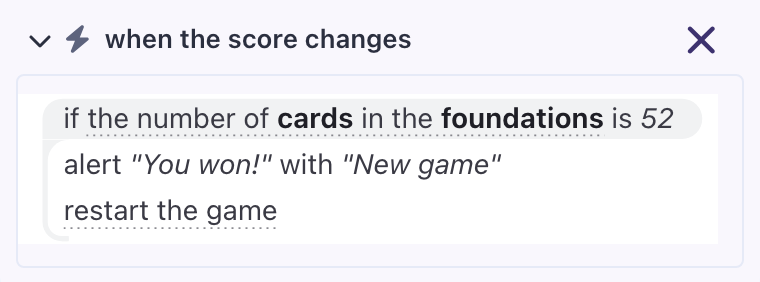 when the score changes
if the number of cards in the foundations is 52
alert "You won!" with "New game"
restart the game